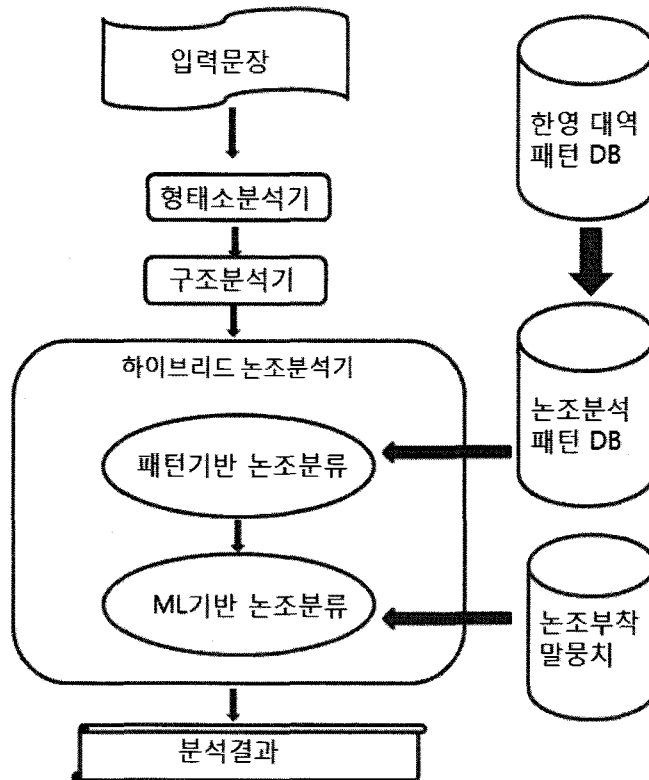 입력문장
형태소분석기
구조분석기
하이브리드 논조분석기
패턴기반 논조분류
ML기반 논조분류
분석결과
한영 대역
패턴 DB
논조분석
패턴 DB
논조부착
말뭉치